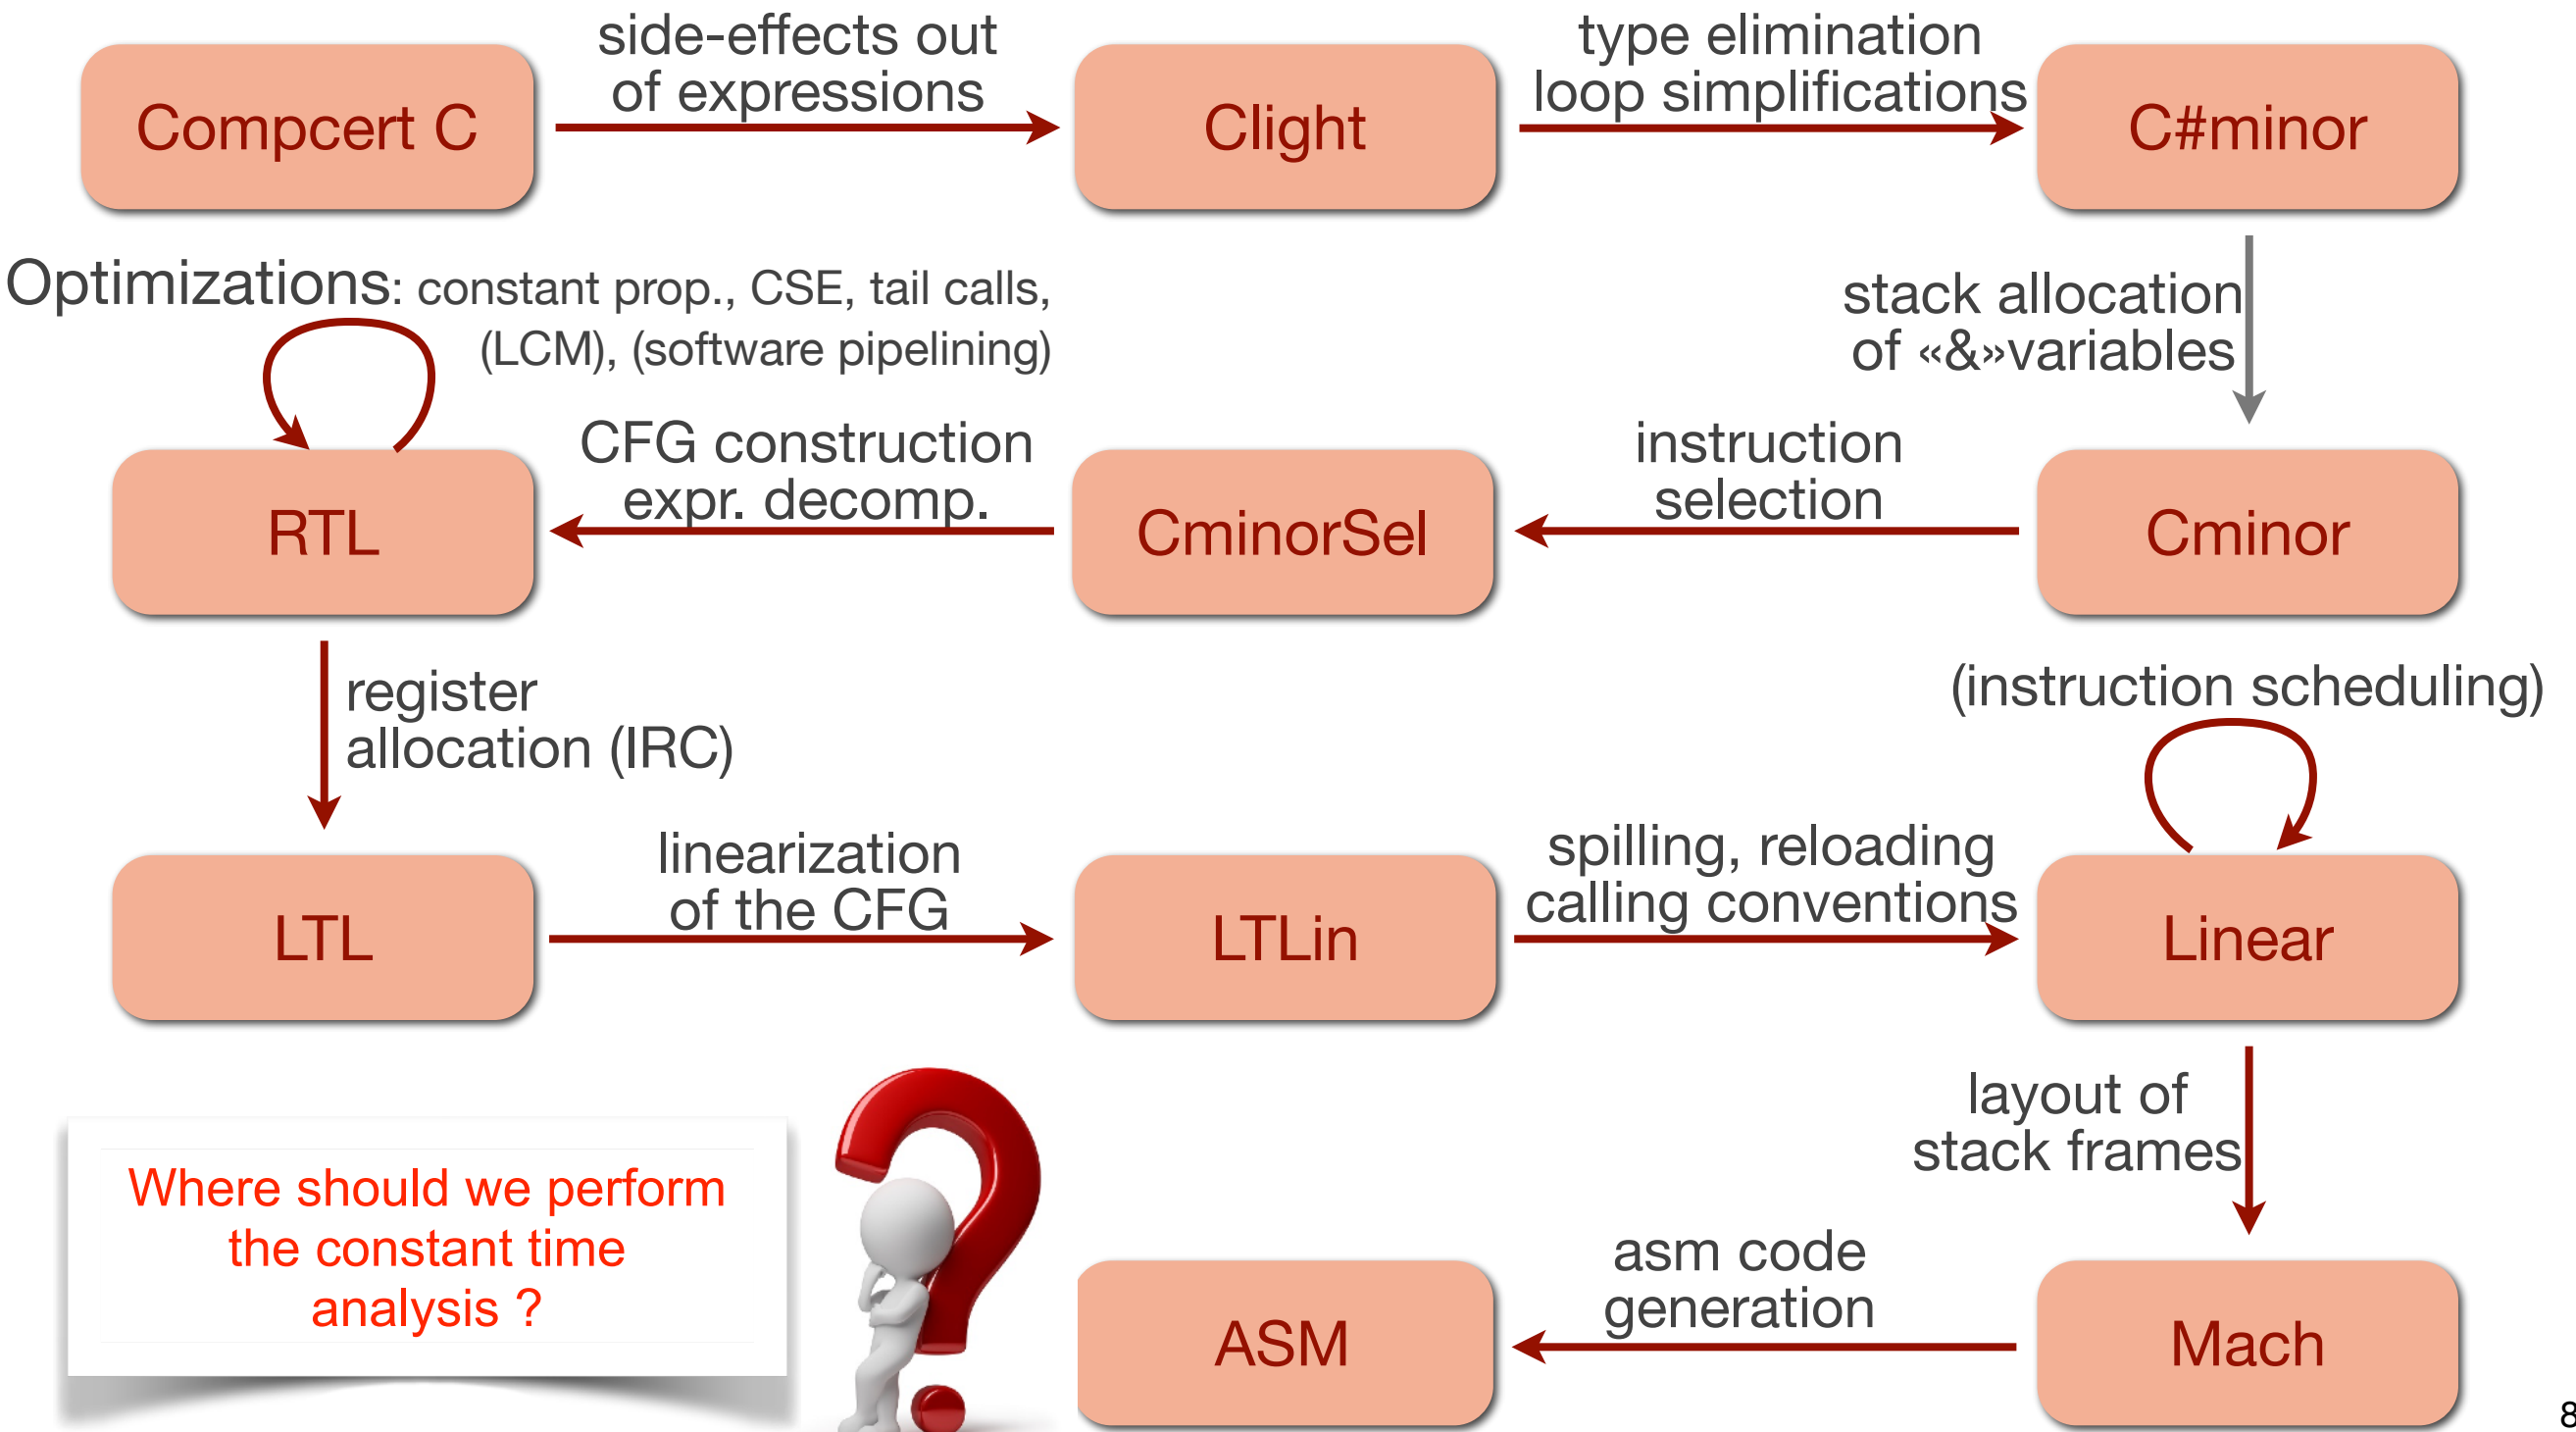 side-effects out
of expressions
type elimination
loop simplifications
Compcert C
Clight
C#minor
Optimizations: constant prop., CSE, tail calls,
(LCM), (software pipelining)
stack allocation
of «&»variables
CFG construction
expr. decomp.
instruction
selection
RTL
CminorSel
Cminor
register
allocation (IRC)
(instruction scheduling)
linearization
of the CFG
spilling, reloading
calling conventions
LTL
LTLin
Linear
layout of
stack frames
Where should we perform
the constant time
analysis ?
asm code
generation
ASM
Mach
8